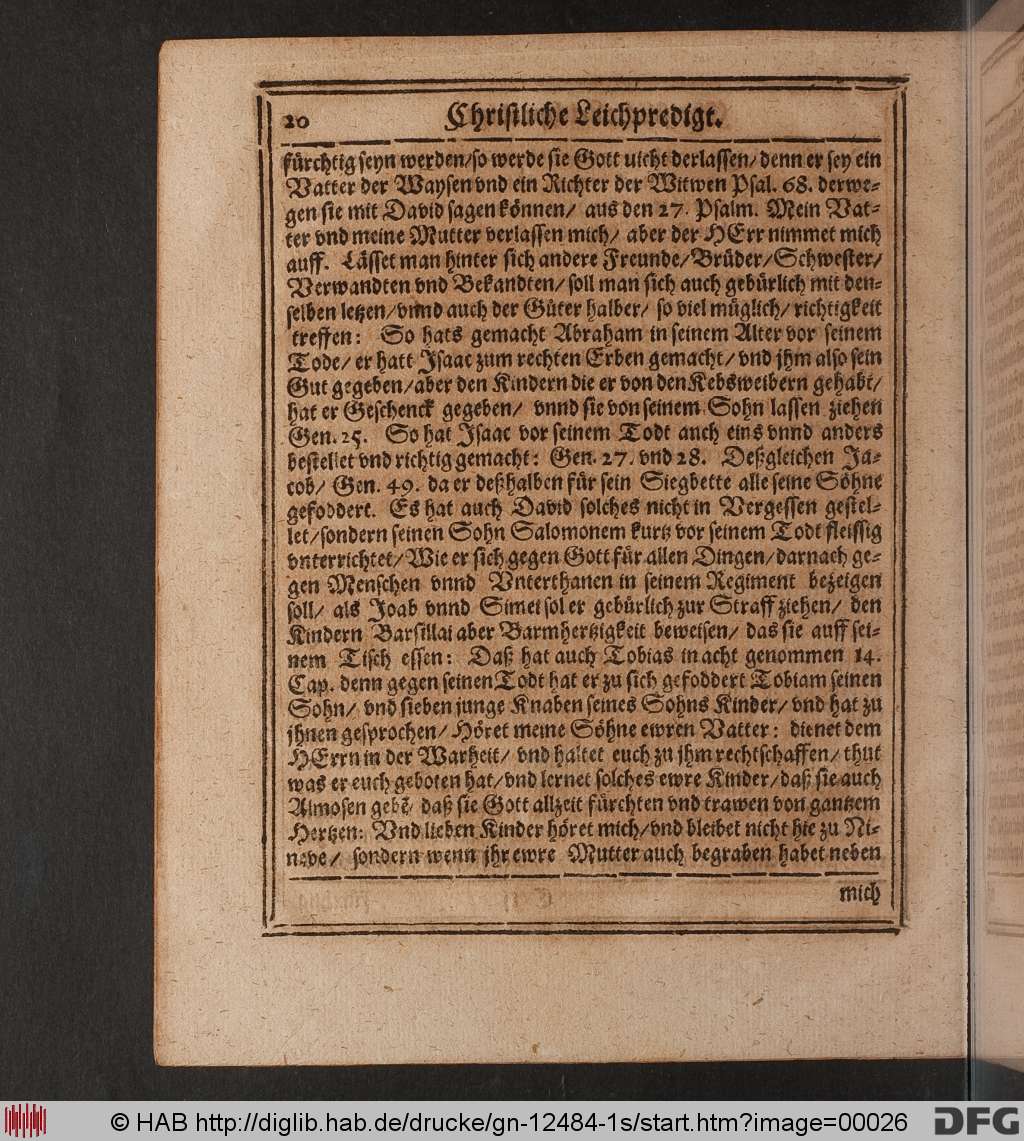 20 Christliche Leichpredigt.
fürchtig seyn werden/so werde sie Gott uicht derlassen/denn er sey ein
Vatter der Waysen vnd ein Richter der Witwen Psal. 68. derwe-
gen sie mit David sagen können/ aus den 27. Psalm. Mein Vat-
ter vnd meine Mutter verlassen mich/ aber der HErr nimmet mich
auff. Lässet man hinter sich andere Freunde/Brüder/Schwester/
Verwandten vnd Bekandten/soll man sich auch gebürlich mit den-
selben letzen/vnnd auch der Güter halber/ so viel müglich/richtigkeit
treffen: So hats gemacht Abraham in seinem Alter vor seinem
Tode/ er hatt Isaac zum rechten Erben gemacht/vnd jhm also sein
Gut gegeben/aber den Kindern die er von den Kebsweibern gehabt/
hat er Geschenck gegeben/ vnnd sie von seinem Sohn lassen ziehen
Gen. 25. So hat Isaac vor seinem Todt auch eins vnnd anders
bestellet vnd richtig gemacht: Gen. 27. vnd 28. Deßgleichen Ja-
cob/ Gen. 49. da er deßhalben für sein Siegbette alle seine Söhne
gefoddert. Es hat auch David solches nicht in Vergessen gestel-
let/sondern seinen Sohn Salomonem kurtz vor seinem Todt fleissig
vnterrichtet/Wie er sich gegen Gott für allen Dingen/darnach ge-
gen Menschen vnnd Vnterthanen in seinem Regiment bezeigen
soll/ als Joab vnnd Simei sol er gebürlich zur Straff ziehen/ den
Kindern Barsillai aber Barmhertzigkeit beweisen/ das sie auff sei-
nem Tisch essen: Daß hat auch Tobias in acht genommen 14.
Cap. denn gegen seinen Todt hat er zu sich gefoddert Tobiam seinen
Sohn/ vnd sieben junge Knaben seines Sohns Kinder/ vnd hat zu
jhnen gesprochen/ Höret meine Söhne ewren Vatter: dienet dem
HErrn in der Warheit/ vnd haltet euch zu jhm rechtschaffen/ thut
was er euch geboten hat/vnd lernet solches ewre Kinder/daß sie auch
Almosen gebē/ daß sie Gott allzeit fürchten vnd trawen von gantzem
Hertzen: Vnd lieben Kinder höret mich/vnd bleibet nicht hie zu Ni-
neve/ sondern wenn jhr ewre Mutter auch begraben habet neben
mich
© HAB http://diglib.hab.de/drucke/gn-12484-1s/start.htm?image=00026
DFG